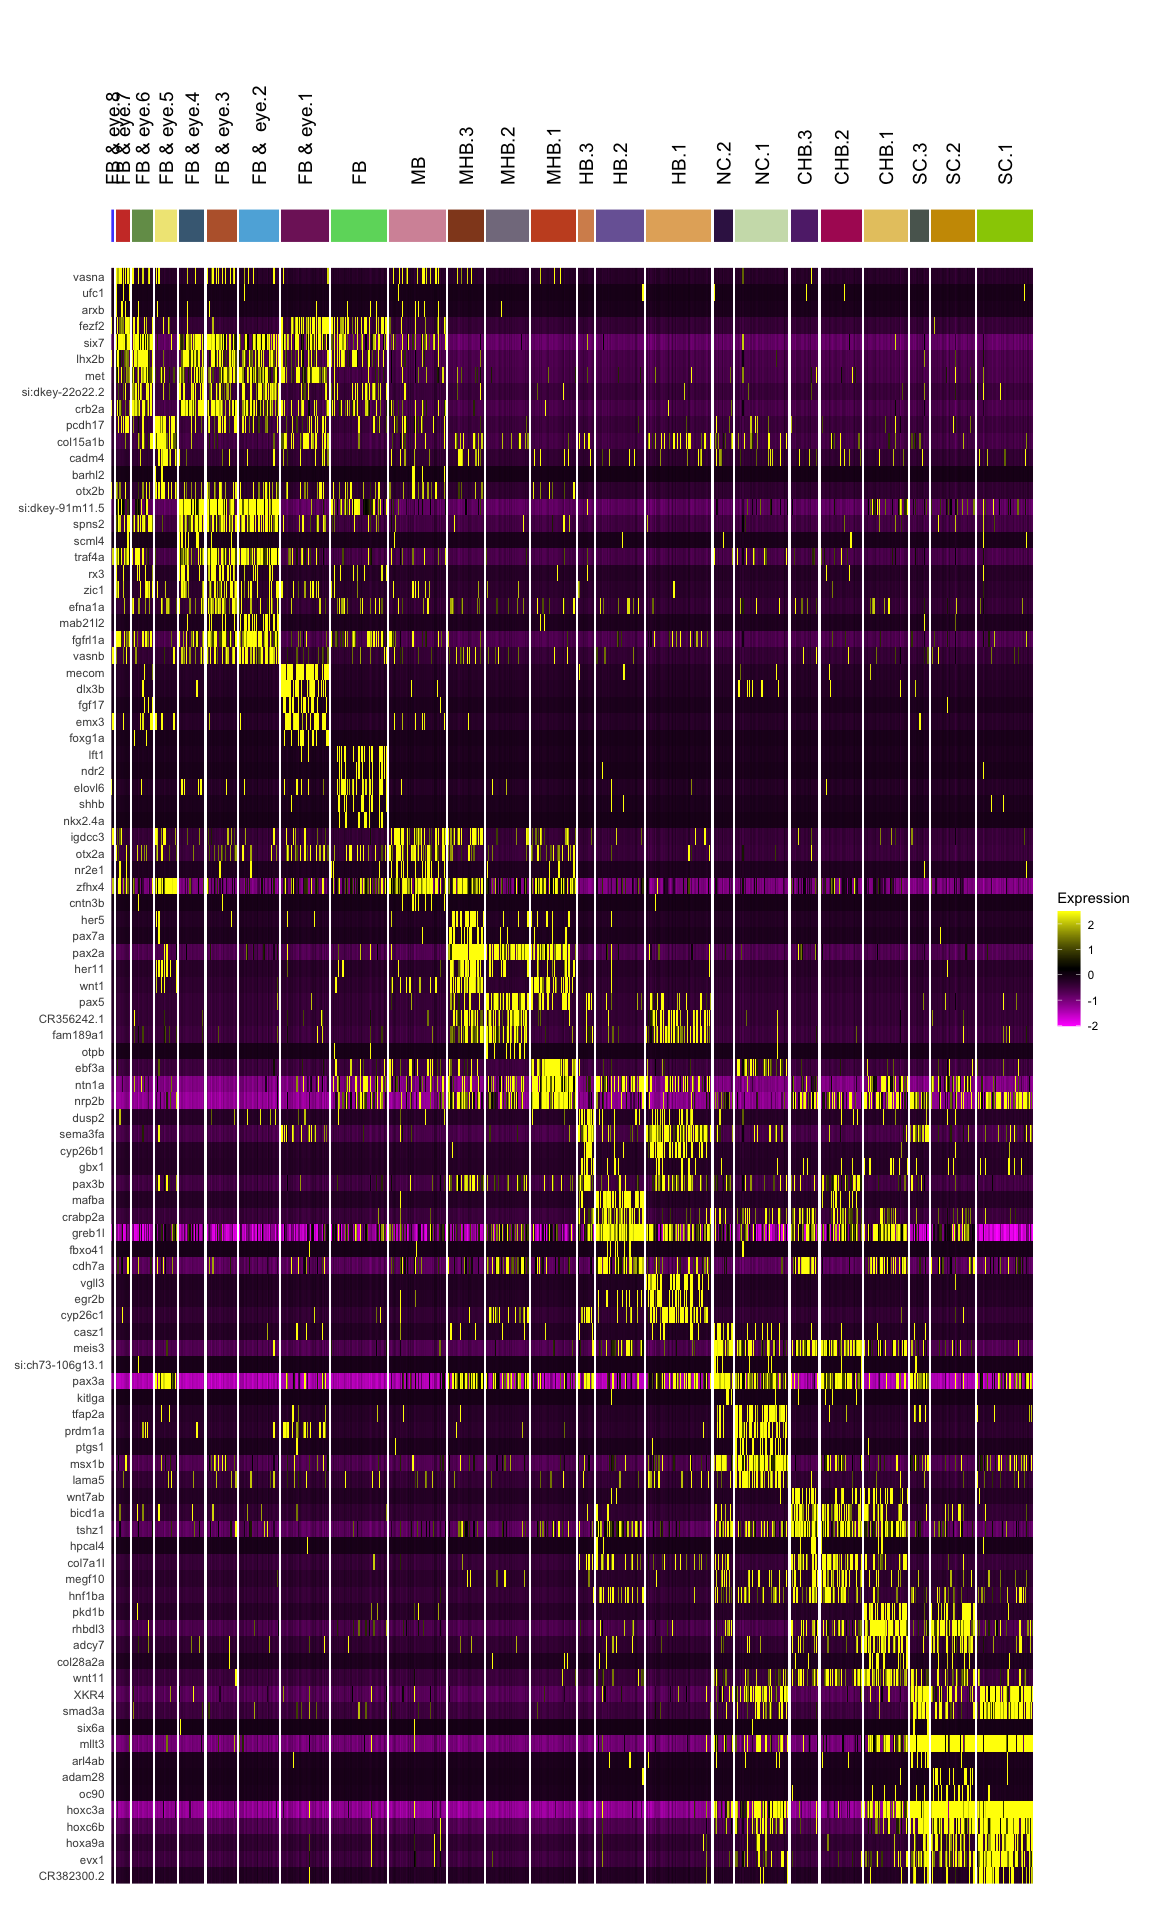 FB & eye.8
FB & eye.7
FB & eye.6
FB & eye.5
FB & eye.4
FB & eye.3
FB &  eye.2
FB & eye.1
FB
MB
MHB.3
MHB.2
MHB.1
HB.3
HB.2
HB.1
NC.2
NC.1
CHB.3
CHB.2
CHB.1
SC.3
SC.2
SC.1
vasna
ufc1
arxb
fezf2
six7
lhx2b
met
si:dkey-22o22.2
crb2a
pcdh17
col15a1b
cadm4
barhl2
otx2b
si:dkey-91m11.5
spns2
scml4
traf4a
rx3
zic1
efna1a
mab21l2
fgfrl1a
vasnb
mecom
dlx3b
fgf17
emx3
foxg1a
lft1
ndr2
elovl6
shhb
nkx2.4a
igdcc3
otx2a
nr2e1
zfhx4
cntn3b
her5
pax7a
pax2a
her11
wnt1
pax5
CR356242.1
fam189a1
otpb
ebf3a
ntn1a
nrp2b
dusp2
sema3fa
cyp26b1
gbx1
pax3b
mafba
crabp2a
greb1l
fbxo41
cdh7a
vgll3
egr2b
cyp26c1
casz1
meis3
si:ch73-106g13.1
pax3a
kitlga
tfap2a
prdm1a
ptgs1
msx1b
lama5
wnt7ab
bicd1a
tshz1
hpcal4
col7a1l
megf10
hnf1ba
pkd1b
rhbdl3
adcy7
col28a2a
wnt11
XKR4
smad3a
six6a
mllt3
arl4ab
adam28
oc90
hoxc3a
hoxc6b
hoxa9a
evx1
CR382300.2
Expression
2
1
0
-1
-2